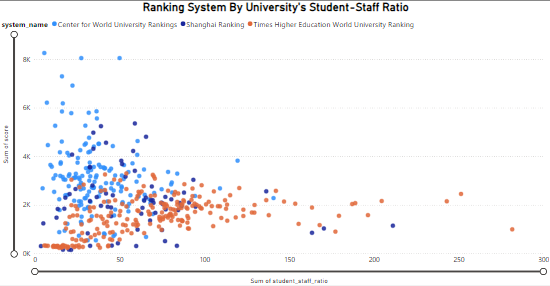 Ranking System By University's Student-Staff Ratio
system_name Center for World University Rankings Shanghai Ranking Times Higher Education World University Ranking
8K
6K
4K
2K
0K
Sum of score
0 50 100 150 200 250 300
Sum of student_staff_ratio